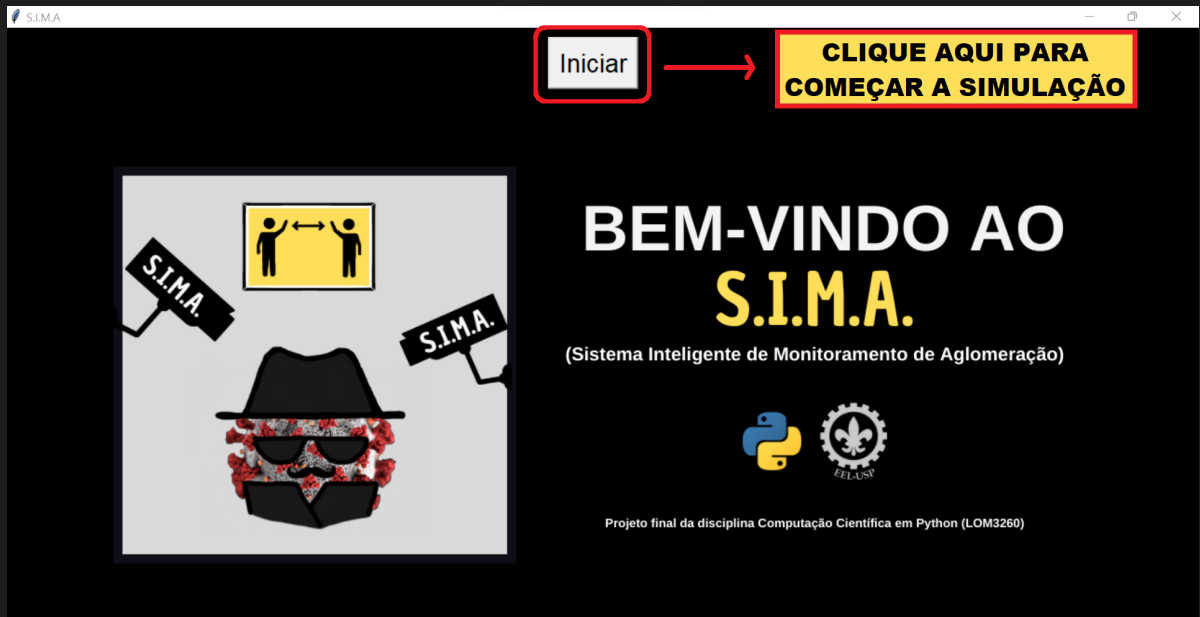 S.I.M.A
Iniciar
CLIQUE AQUI PARA
COMEÇAR A SIMULAÇÃO
S.I.M.A.
S.I.M.A.
BEM-VINDO AO
S.I.M.A.
(Sistema Inteligente de Monitoramento de Aglomeração)
EEL-USP
Projeto final da disciplina Computação Científica em Python (LOM3260)